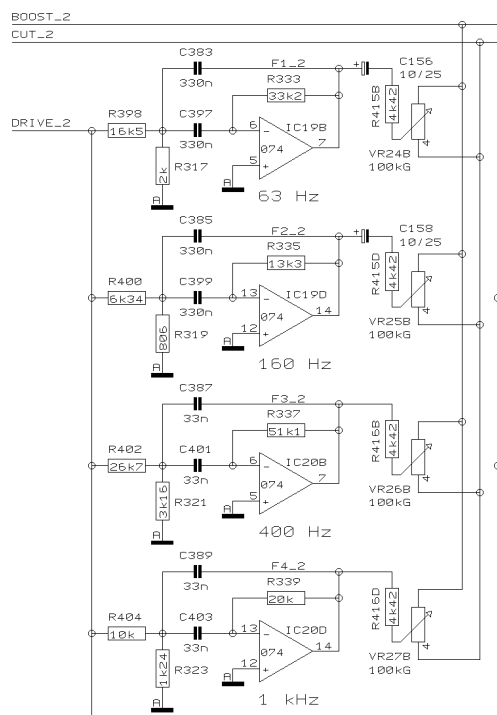 BOOST_2
CUT_2
C383
330n
F1_2
C156
10/25
R333
33k2
R415B
4k42
DRIVE_2
R398
16k5
C397
330n
6
5
7
-
+
074
IC19B
VR24B
100kG
4
R317
2k
A
A
63 Hz
C385
330n
F2_2
C158
10/25
R335
13k3
R415D
4k42
R400
6k34
C399
330n
13
12
14
-
+
074
IC19D
VR25B
100kG
4
R319
806
A
A
160 Hz
C387
33n
F3_2
R337
51k1
R416B
4k42
R402
26k7
C401
33n
6
5
7
-
+
074
IC20B
VR26B
100kG
4
R321
3k16
A
A
400 Hz
C389
33n
F4_2
R339
20k
R416D
4k42
R404
10k
C403
33n
13
12
14
-
+
074
IC20D
VR27B
100kG
4
R323
1k24
A
A
1 kHz